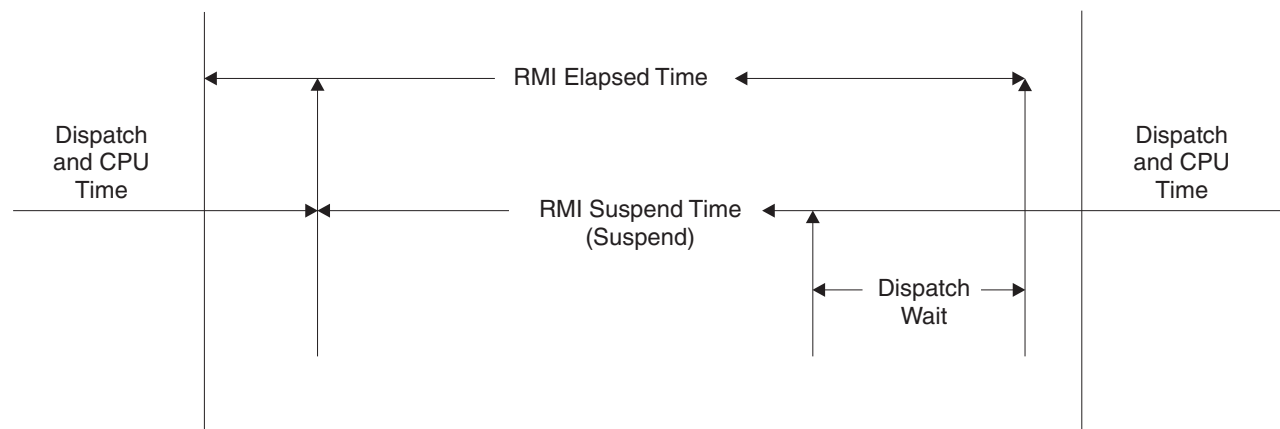 RMI Elapsed Time
Dispatch
and CPU
Time
Dispatch
and CPU
Time
RMI Suspend Time
(Suspend)
Dispatch
Wait